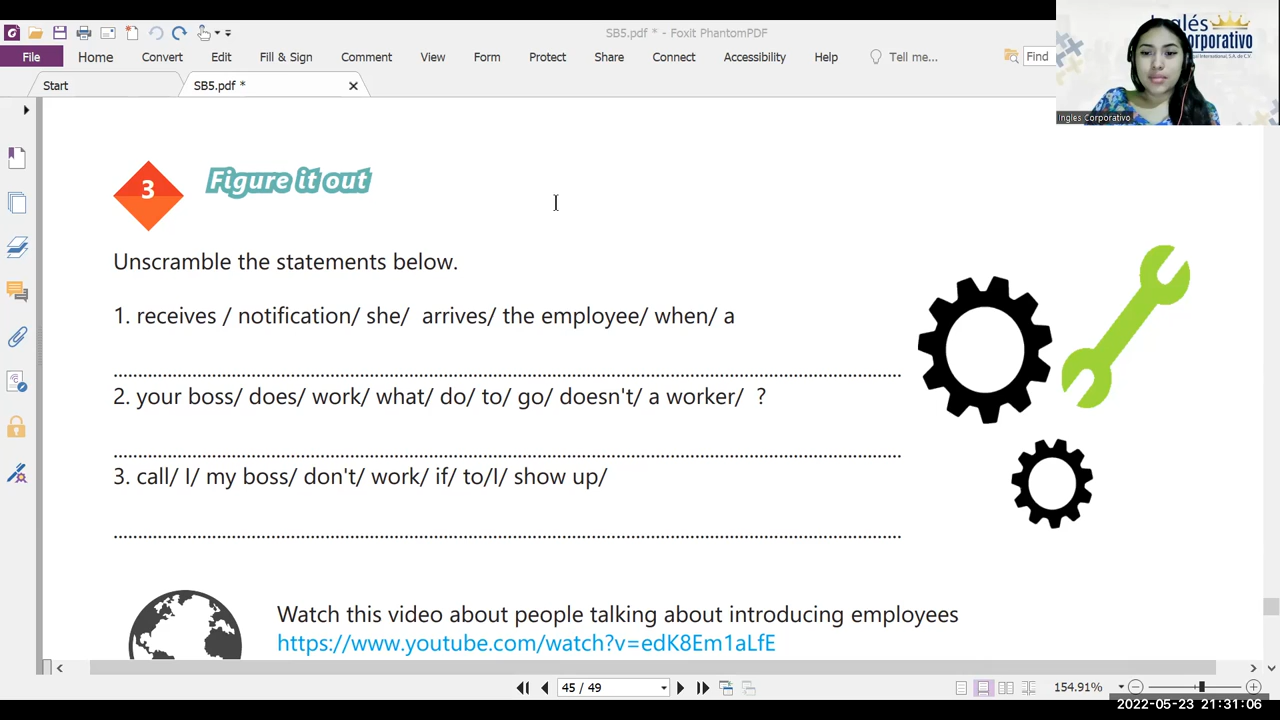 SB5.pdf * - Foxit PhantomPDF
File Home Convert Edit Fill & Sign Comment View Form Protect Share Connect Accessibility Help Tell me... Find
Start SB5.pdf *
Inglés
Corporativo
Ingles Corporativo
3 Figure it out
Unscramble the statements below.
1. receives / notification/ she/ arrives/ the employee/ when/ a
2. your boss/ does/ work/ what/ do/ to/ go/ doesn't/ a worker/ ?
3. call/ I/ my boss/ don't/ work/ if/ to/I/ show up/
Watch this video about people talking about introducing employees
https://www.youtube.com/watch?v=edK8Em1aLfE
45 / 49 154.91%
2022-05-23 21:31:06